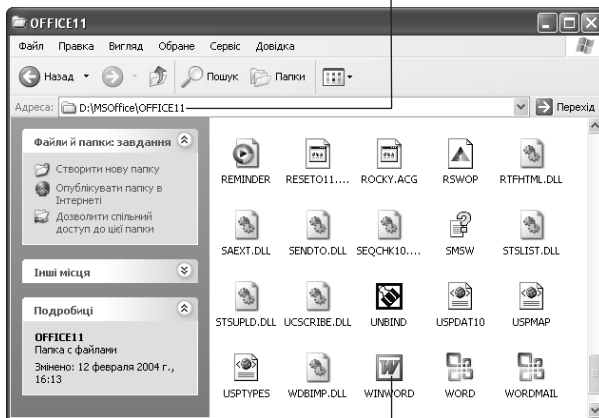 OFFICE11
Файл Правка Вигляд Обране Сервіс Довідка
Назад Пошук Папки
Адреса: D:\MSOffice\OFFICE11 Перехід
Файли й папки: завдання
Створити нову папку
Опублікувати папку в
Інтернеті
Дозволити спільний
доступ до цієї папки
Інші місця
Подробиці
OFFICE11
Папка с файлами
Змінено: 12 февраля 2004 г.,
16:13
REMINDER RESETO11.... ROCKY.ACG RSWOP RTFHTML.DLL
SAEXT.DLL SENDTO.DLL SEQCHK10.... SMSW STSLIST.DLL
STSUPLD.DLL UCSCRIBE.DLL UNBIND USPDAT10 USPMAP
USPTYPES WDBIMP.DLL WINWORD WORD WORDMAIL